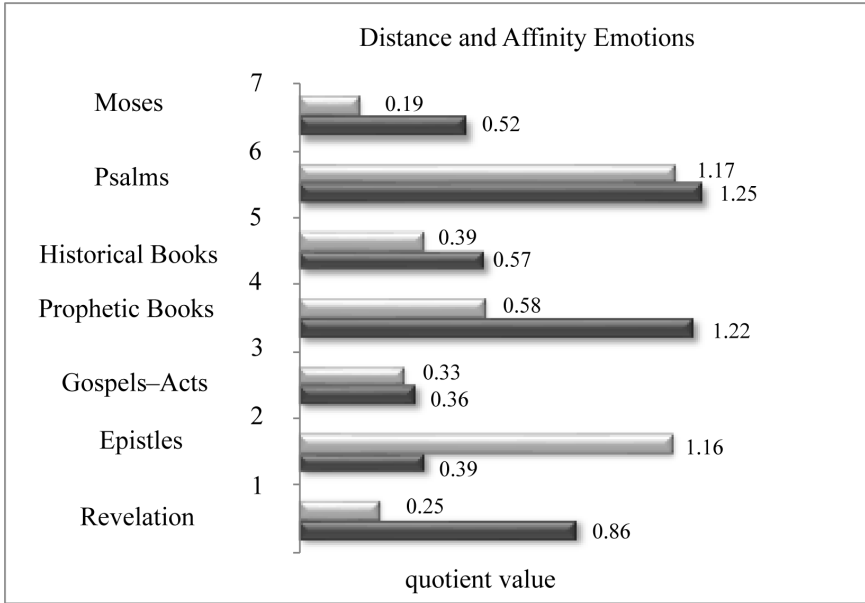 Distance and Affinity Emotions
7
Moses
0.19
0.52
6
Psalms
1.17
1.25
5
Historical Books
0.39
0.57
4
Prophetic Books
0.58
1.22
3
Gospels–Acts
0.33
0.36
2
Epistles
1.16
0.39
1
Revelation
0.25
0.86
quotient value